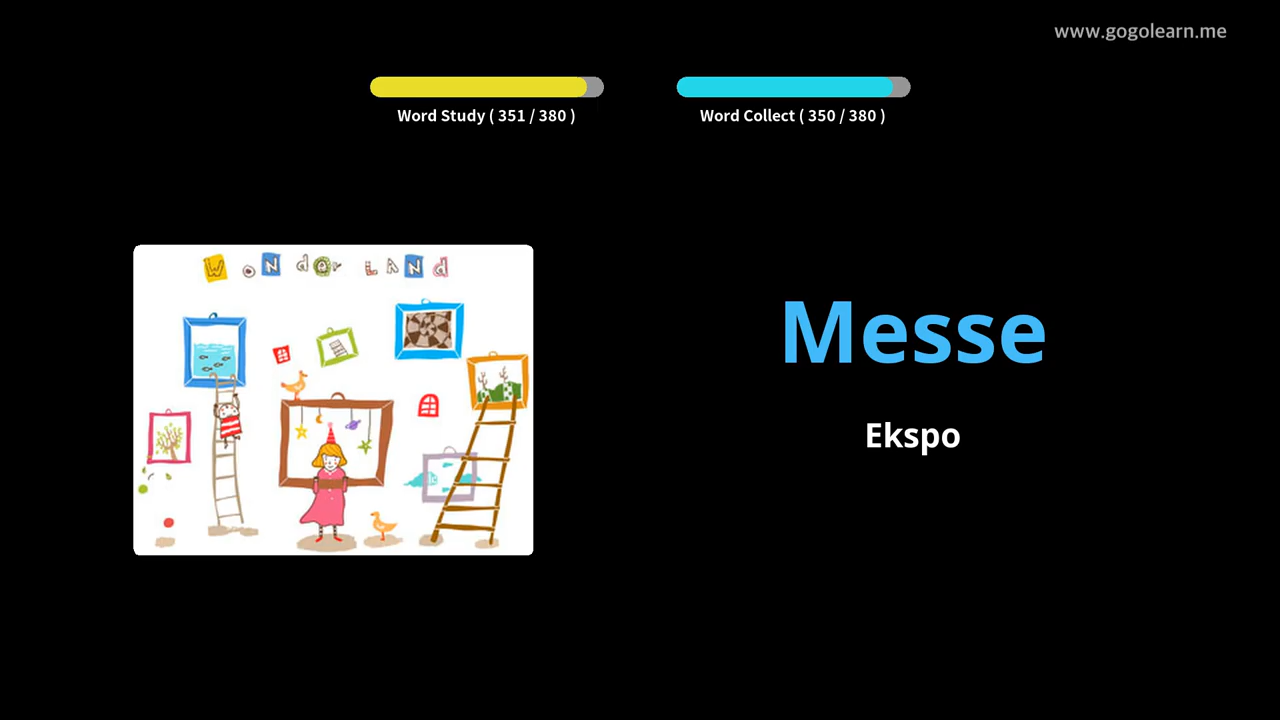 www.gogolearn.me
Word Study ( 351 / 380 )
Word Collect ( 350 / 380 )
WoNder LANd
Messe
Ekspo